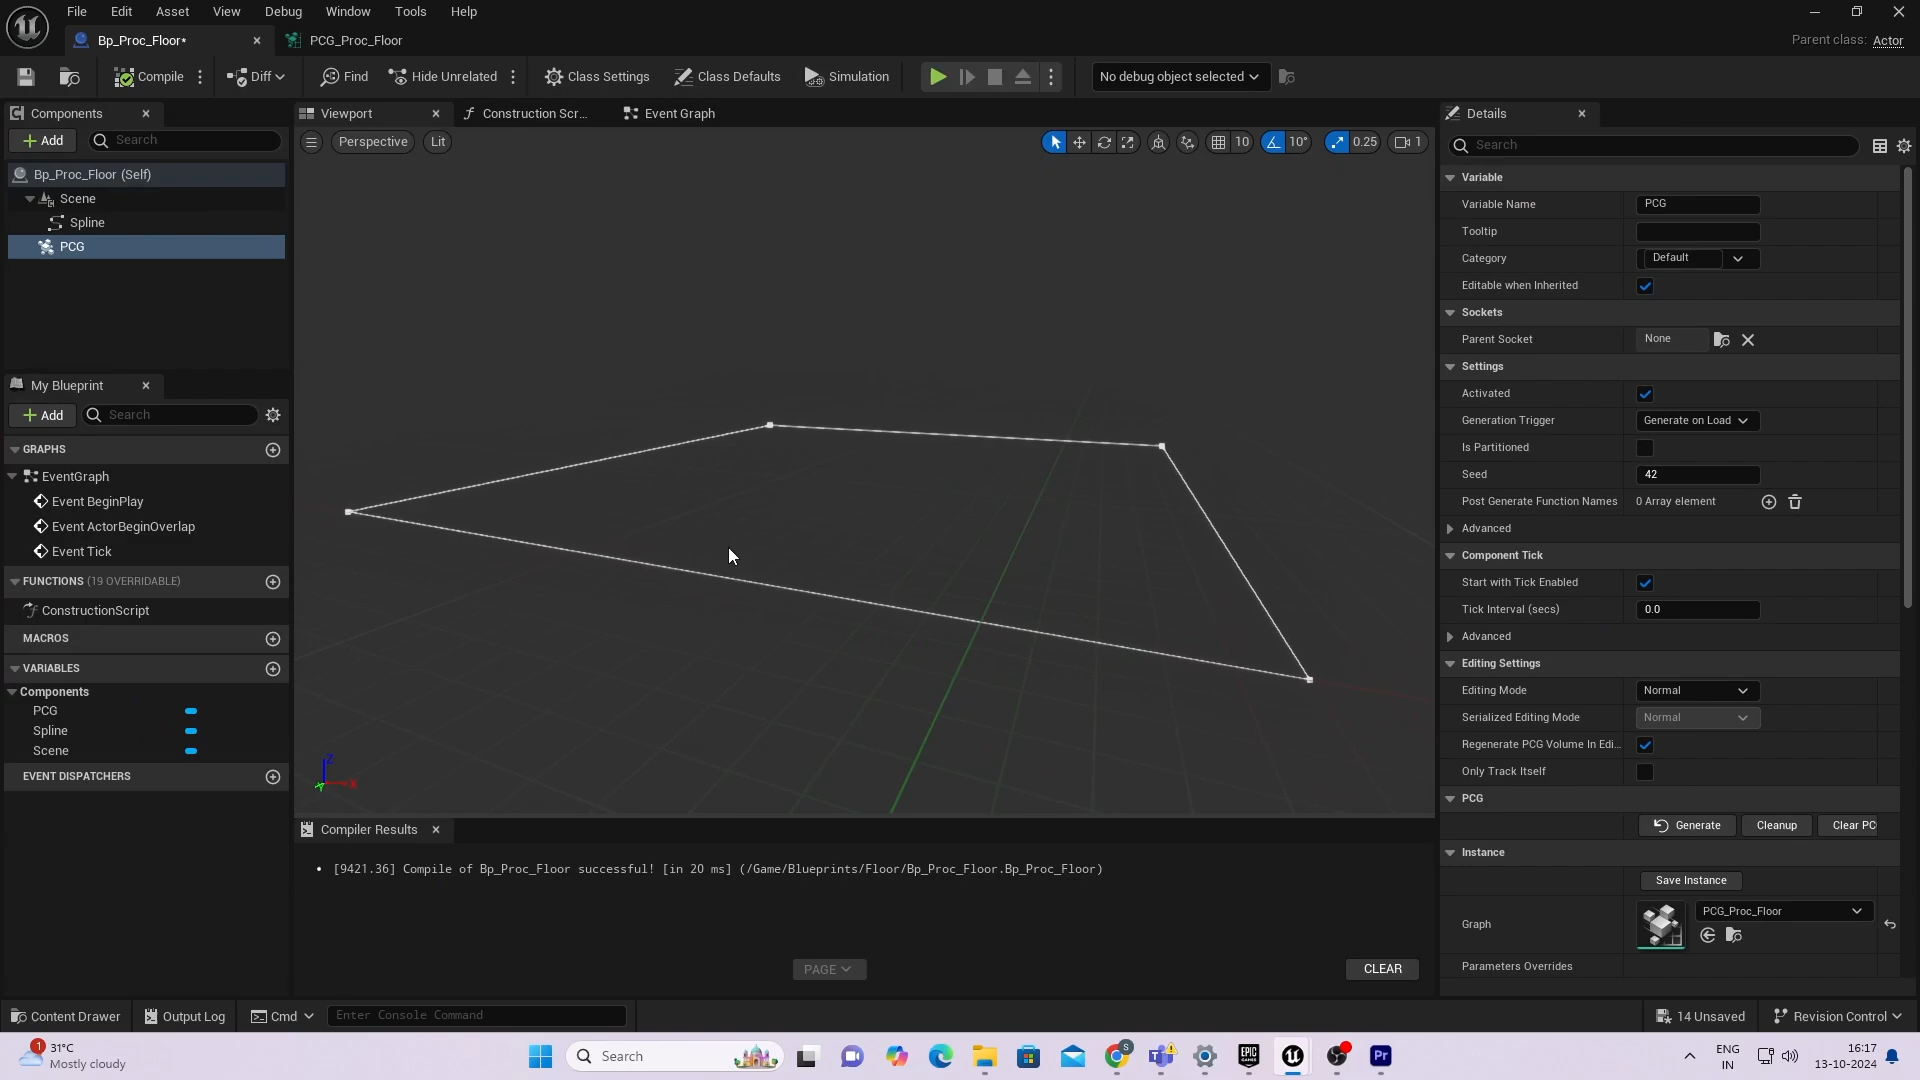 File Edit Asset View Debug Window Tools Help
Bp_Proc_Floor*
PCG_Proc_Floor
Parent class: Actor
Compile
Diff
Find
Hide Unrelated
Class Settings
Class Defaults
Simulation
No debug object selected
Components
Add
Search
Bp_Proc_Floor (Self)
Scene
Spline
PCG
My Blueprint
Add
Search
GRAPHS
EventGraph
Event BeginPlay
Event ActorBeginOverlap
Event Tick
FUNCTIONS (19 OVERRIDABLE)
ConstructionScript
MACROS
VARIABLES
Components
PCG
Spline
Scene
EVENT DISPATCHERS
Viewport
Construction Scr...
Event Graph
Perspective
Lit
10
10°
0.25
1
Z
X
Y
Compiler Results
[9421.36] Compile of Bp_Proc_Floor successful! [in 20 ms] (/Game/Blueprints/Floor/Bp_Proc_Floor.Bp_Proc_Floor)
PAGE
CLEAR
Details
Search
Variable
Variable Name PCG
Tooltip
Category Default
Editable when Inherited
Sockets
Parent Socket None
Settings
Activated
Generation Trigger Generate on Load
Is Partitioned
Seed 42
Post Generate Function Names 0 Array element
Advanced
Component Tick
Start with Tick Enabled
Tick Interval (secs) 0.0
Advanced
Editing Settings
Editing Mode Normal
Serialized Editing Mode Normal
Regenerate PCG Volume In Edi...
Only Track Itself
PCG
Generate Cleanup Clear PC
Instance
Save Instance
Graph PCG_Proc_Floor
Parameters Overrides
Content Drawer
Output Log
Cmd
Enter Console Command
14 Unsaved
Revision Control
1
31°C
Mostly cloudy
Search
S
EPIC
GAMES
Pr
ENG
IN
16:17
13-10-2024